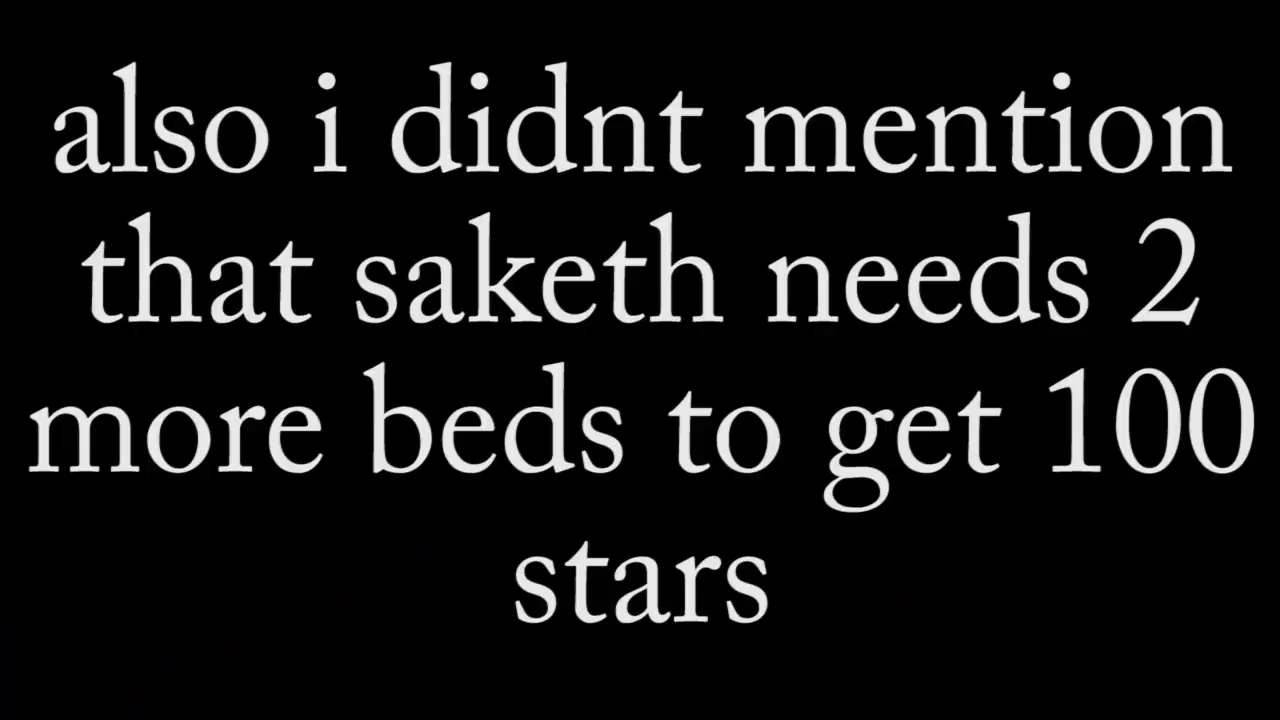 also i didnt mention
that saketh needs 2
more beds to get 100
stars